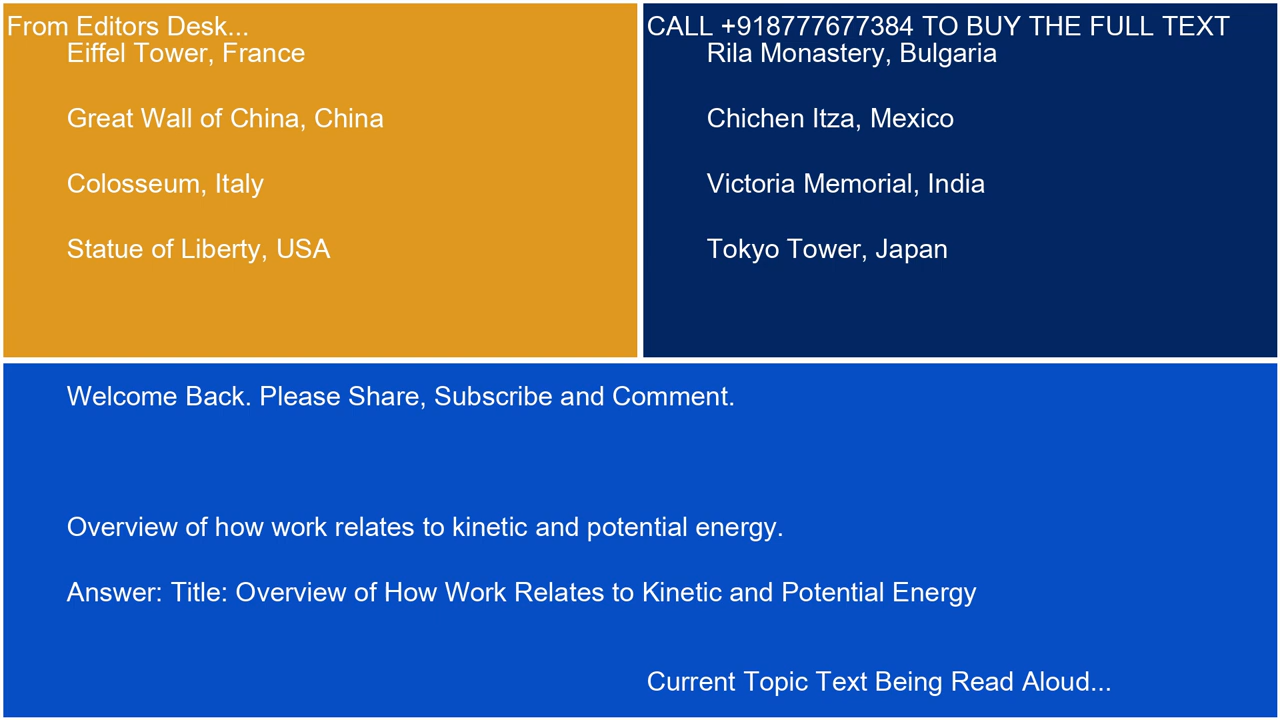 From Editors Desk...
Eiffel Tower, France
Great Wall of China, China
Colosseum, Italy
Statue of Liberty, USA
CALL +918777677384 TO BUY THE FULL TEXT
Rila Monastery, Bulgaria
Chichen Itza, Mexico
Victoria Memorial, India
Tokyo Tower, Japan
Welcome Back. Please Share, Subscribe and Comment.
Overview of how work relates to kinetic and potential energy.
Answer: Title: Overview of How Work Relates to Kinetic and Potential Energy
Current Topic Text Being Read Aloud...